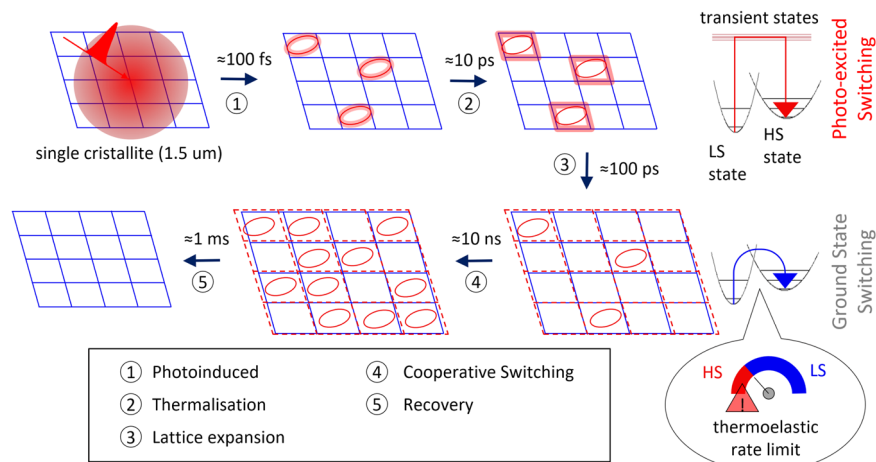 transient states
≈100 fs
①
≈10 ps
②
LS
state
HS
state
Photo-excited
Switching
single cristallite (1.5 um)
③
≈100 ps
≈1 ms
⑤
≈10 ns
④
Ground State
Switching
① Photoinduced
② Thermalisation
③ Lattice expansion
④ Cooperative Switching
⑤ Recovery
HS
LS
!
thermoelastic
rate limit